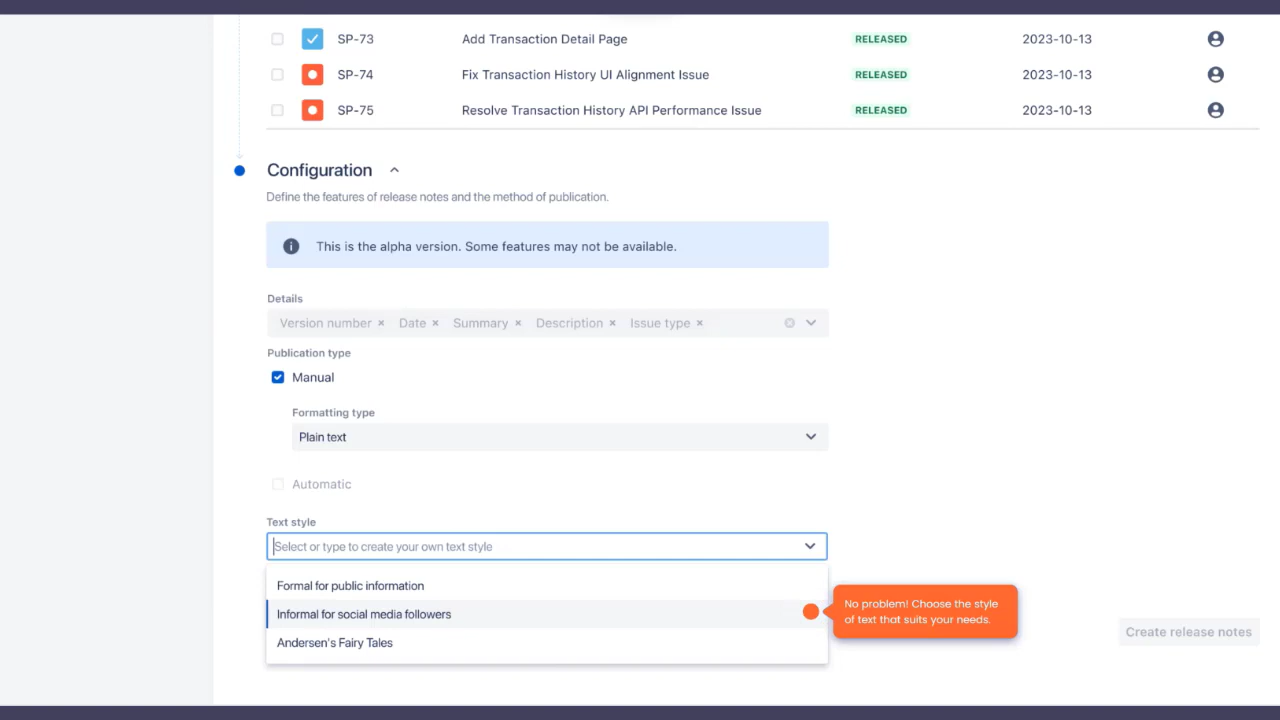 SP-73 Add Transaction Detail Page RELEASED 2023-10-13
SP-74 Fix Transaction History UI Alignment Issue RELEASED 2023-10-13
SP-75 Resolve Transaction History API Performance Issue RELEASED 2023-10-13
Configuration
Define the features of release notes and the method of publication.
This is the alpha version. Some features may not be available.
Details
Version number × Date × Summary × Description × Issue type ×
Publication type
Manual
Formatting type
Plain text
Automatic
Text style
Select or type to create your own text style
Formal for public information
Informal for social media followers
Andersen's Fairy Tales
No problem! Choose the style
of text that suits your needs.
Create release notes